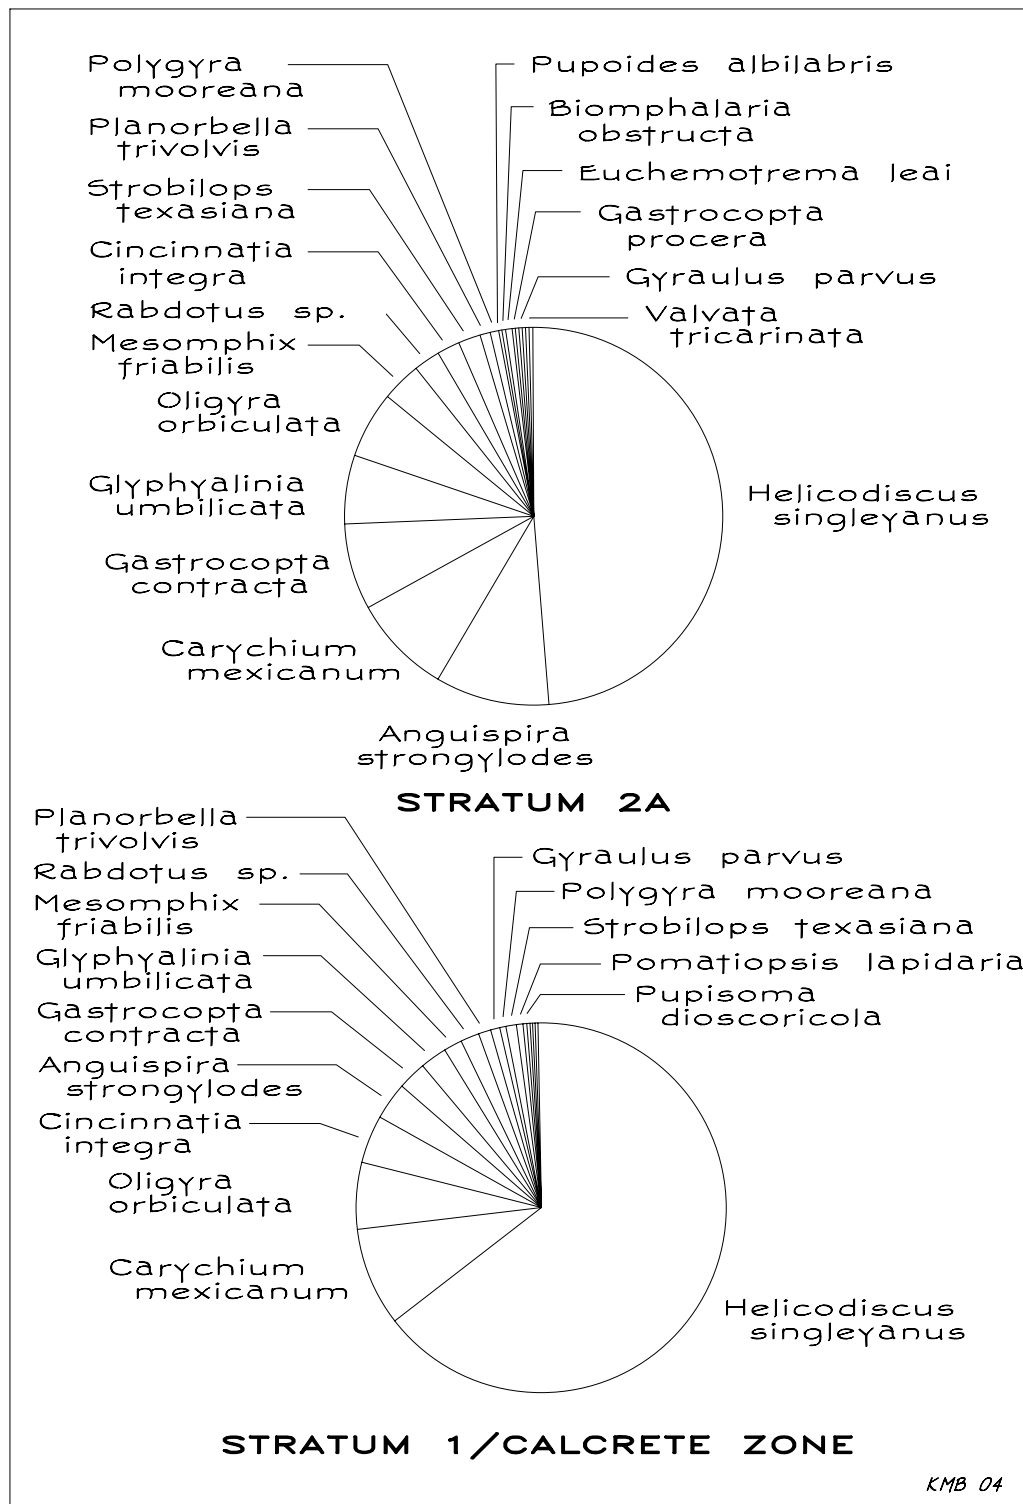 Polygyra
mooreana
Planorbella
trivolvis
Strobilops
texasiana
Cincinnatia
integra
Rabdotus sp.
Mesomphix
friabilis
Oligyra
orbiculata
Glyphyalinia
umbilicata
Gastrocopta
contracta
Carychium
mexicanum
Anguispira
strongylodes
Pupoides albilabris
Biomphalaria
obstructa
Euchemotrema leai
Gastrocopta
procera
Gyraulus parvus
Valvata
tricarinata
Helicodiscus
singleyanus
STRATUM 2A
Planorbella
trivolvis
Rabdotus sp.
Mesomphix
friabilis
Glyphyalinia
umbilicata
Gastrocopta
contracta
Anguispira
strongylodes
Cincinnatia
integra
Oligyra
orbiculata
Carychium
mexicanum
Gyraulus parvus
Polygyra mooreana
Strobilops texasiana
Pomatiopsis lapidaria
Pupisoma
dioscoricola
Helicodiscus
singleyanus
STRATUM 1/CALCRETE ZONE
KMB 04